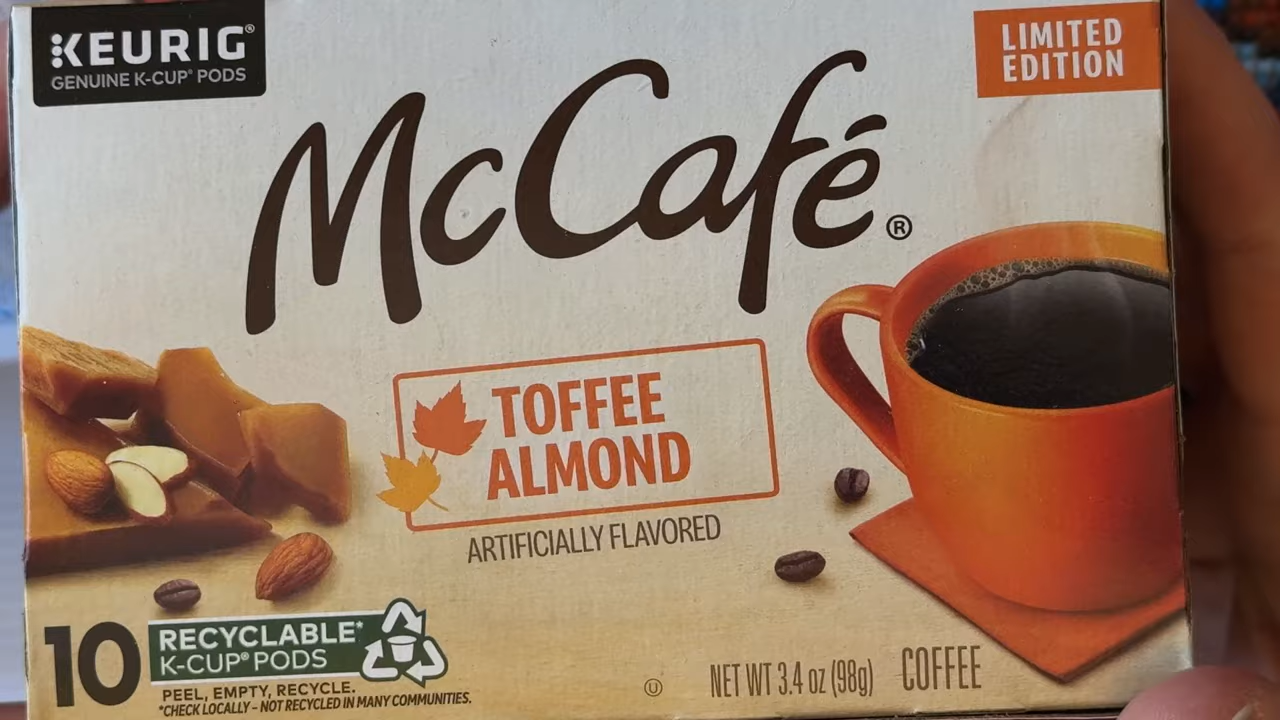 KEURIG®
GENUINE K-CUP® PODS
LIMITED
EDITION
McCafé®
TOFFEE
ALMOND
ARTIFICIALLY FLAVORED
10
RECYCLABLE*
K-CUP® PODS
PEEL, EMPTY, RECYCLE.
*CHECK LOCALLY – NOT RECYCLED IN MANY COMMUNITIES.
U
NET WT 3.4 oz (98g) COFFEE